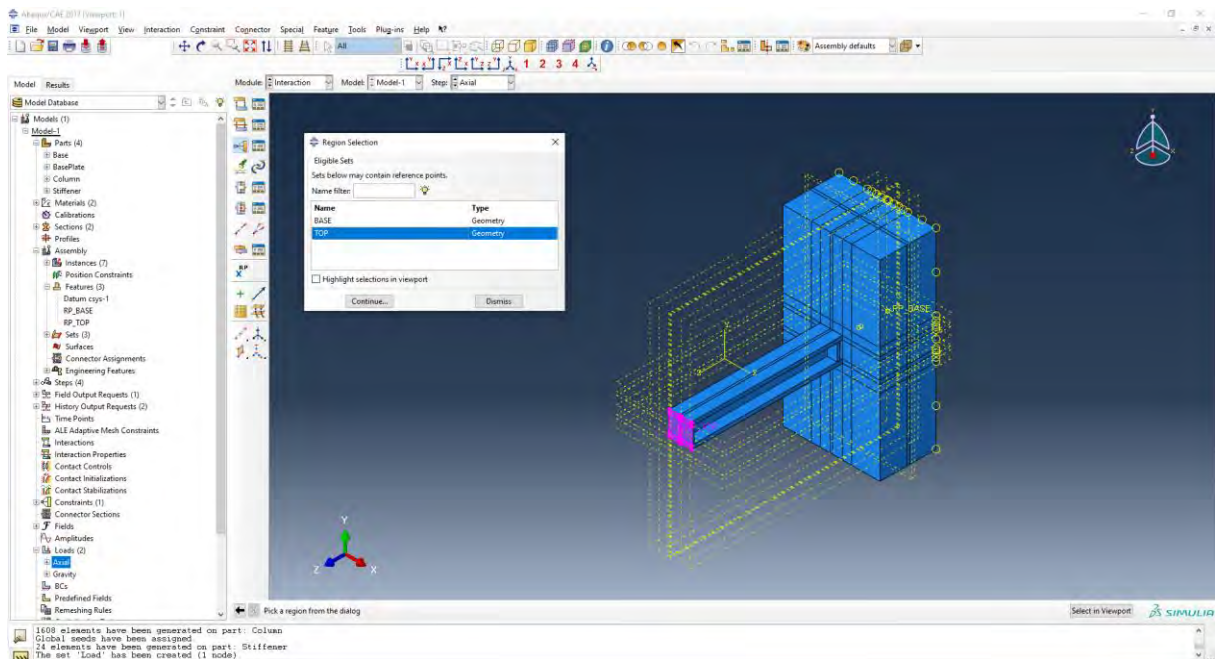 Abaqus/CAE 2017 [Viewport: 1]
File Model Viewport View Interaction Constraint Connector Special Feature Tools Plug-ins Help
All
Assembly defaults
1 2 3 4
Model Results
Module: Interaction Model: Model-1 Step: Axial
Model Database
Models (1)
Model-1
Parts (4)
Base
BasePlate
Column
Stiffener
Materials (2)
Calibrations
Sections (2)
Profiles
Assembly
Instances (7)
Position Constraints
Features (3)
Datum csys-1
RP_BASE
RP_TOP
Sets (3)
Surfaces
Connector Assignments
Engineering Features
Steps (4)
Field Output Requests (1)
History Output Requests (2)
Time Points
ALE Adaptive Mesh Constraints
Interactions
Interaction Properties
Contact Controls
Contact Initializations
Contact Stabilizations
Constraints (1)
Connector Sections
Fields
Amplitudes
Loads (2)
Axial
Gravity
BCs
Predefined Fields
Remeshing Rules
RP
Region Selection
Eligible Sets
Sets below may contain reference points.
Name filter:
Name Type
BASE Geometry
TOP Geometry
Highlight selections in viewport
Continue... Dismiss
RP_BASE
Y
Z X
Pick a region from the dialog
Select in Viewport
SIMULIA
1608 elements have been generated on part: Column
Global seeds have been assigned.
24 elements have been generated on part: Stiffener
The set 'Load' has been created (1 node)